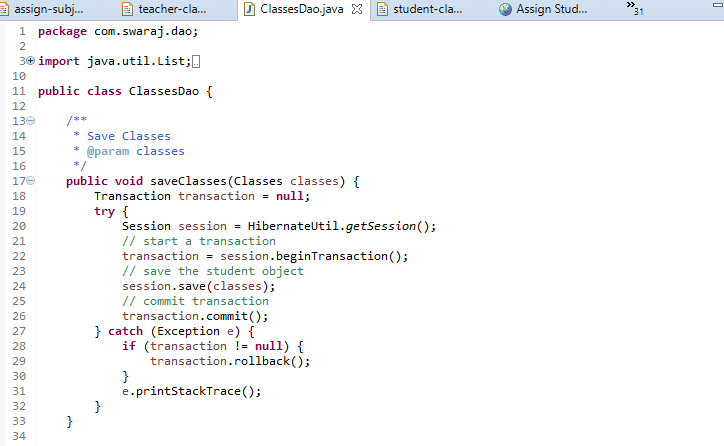 assign-subj... teacher-cla... ClassesDao.java student-cla... Assign Stud... »31
1 package com.swaraj.dao;
2
3 import java.util.List;
10
11 public class ClassesDao {
12
13 /**
14 * Save Classes
15 * @param classes
16 */
17 public void saveClasses(Classes classes) {
18 Transaction transaction = null;
19 try {
20 Session session = HibernateUtil.getSession();
21 // start a transaction
22 transaction = session.beginTransaction();
23 // save the student object
24 session.save(classes);
25 // commit transaction
26 transaction.commit();
27 } catch (Exception e) {
28 if (transaction != null) {
29 transaction.rollback();
30 }
31 e.printStackTrace();
32 }
33 }
34